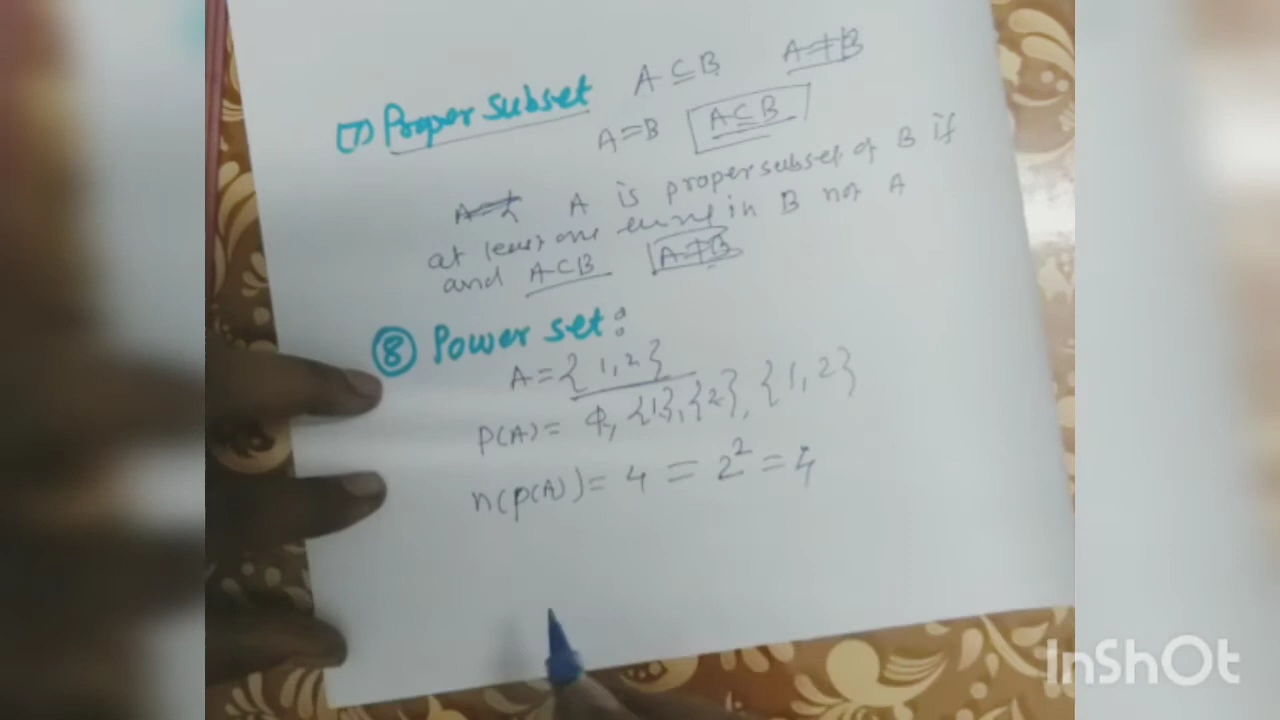 (7) Proper subset A ⊆ B A≠B
A=B A⊆B
A is proper subset of B if
at least one in B not A
and A⊂B A≠B
⑧ Power set:
A={1,2}
P(A)= ϕ, {1}, {2}, {1,2}
n(P(A))= 4 = 2² = 4
InShOt